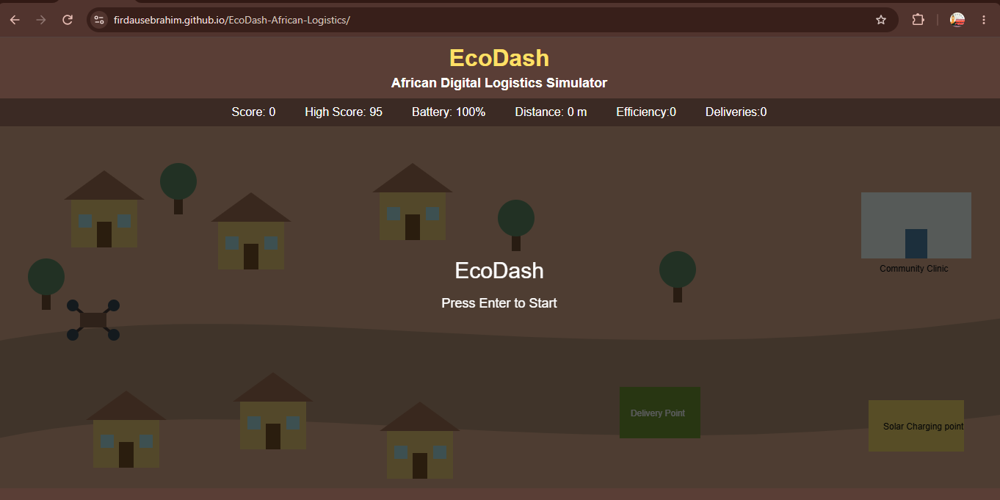 firdausebrahim.github.io/EcoDash-African-Logistics/
EcoDash
African Digital Logistics Simulator
Score: 0 High Score: 95 Battery: 100% Distance: 0 m Efficiency:0 Deliveries:0
Community Clinic
EcoDash
Press Enter to Start
Delivery Point
Solar Charging point